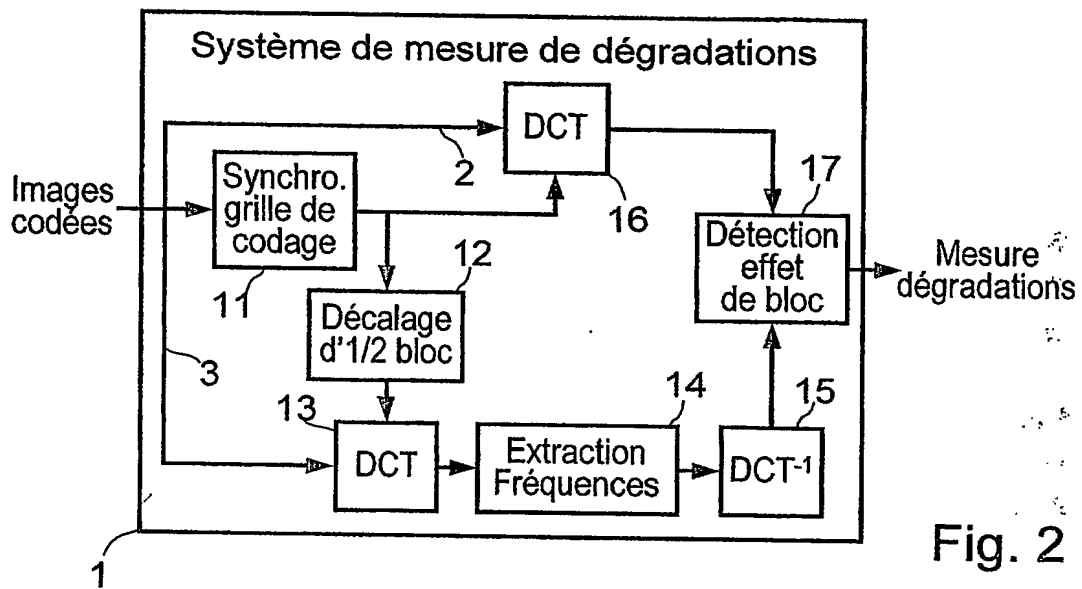 Système de mesure de dégradations
DCT
2
16
Images
codées
Synchro.
grille de
codage
11
17
Détection
effet
de bloc
Mesure
dégradations
12
Décalage
d'1/2 bloc
3
13
DCT
14
Extraction
Fréquences
15
DCT-1
1
Fig. 2